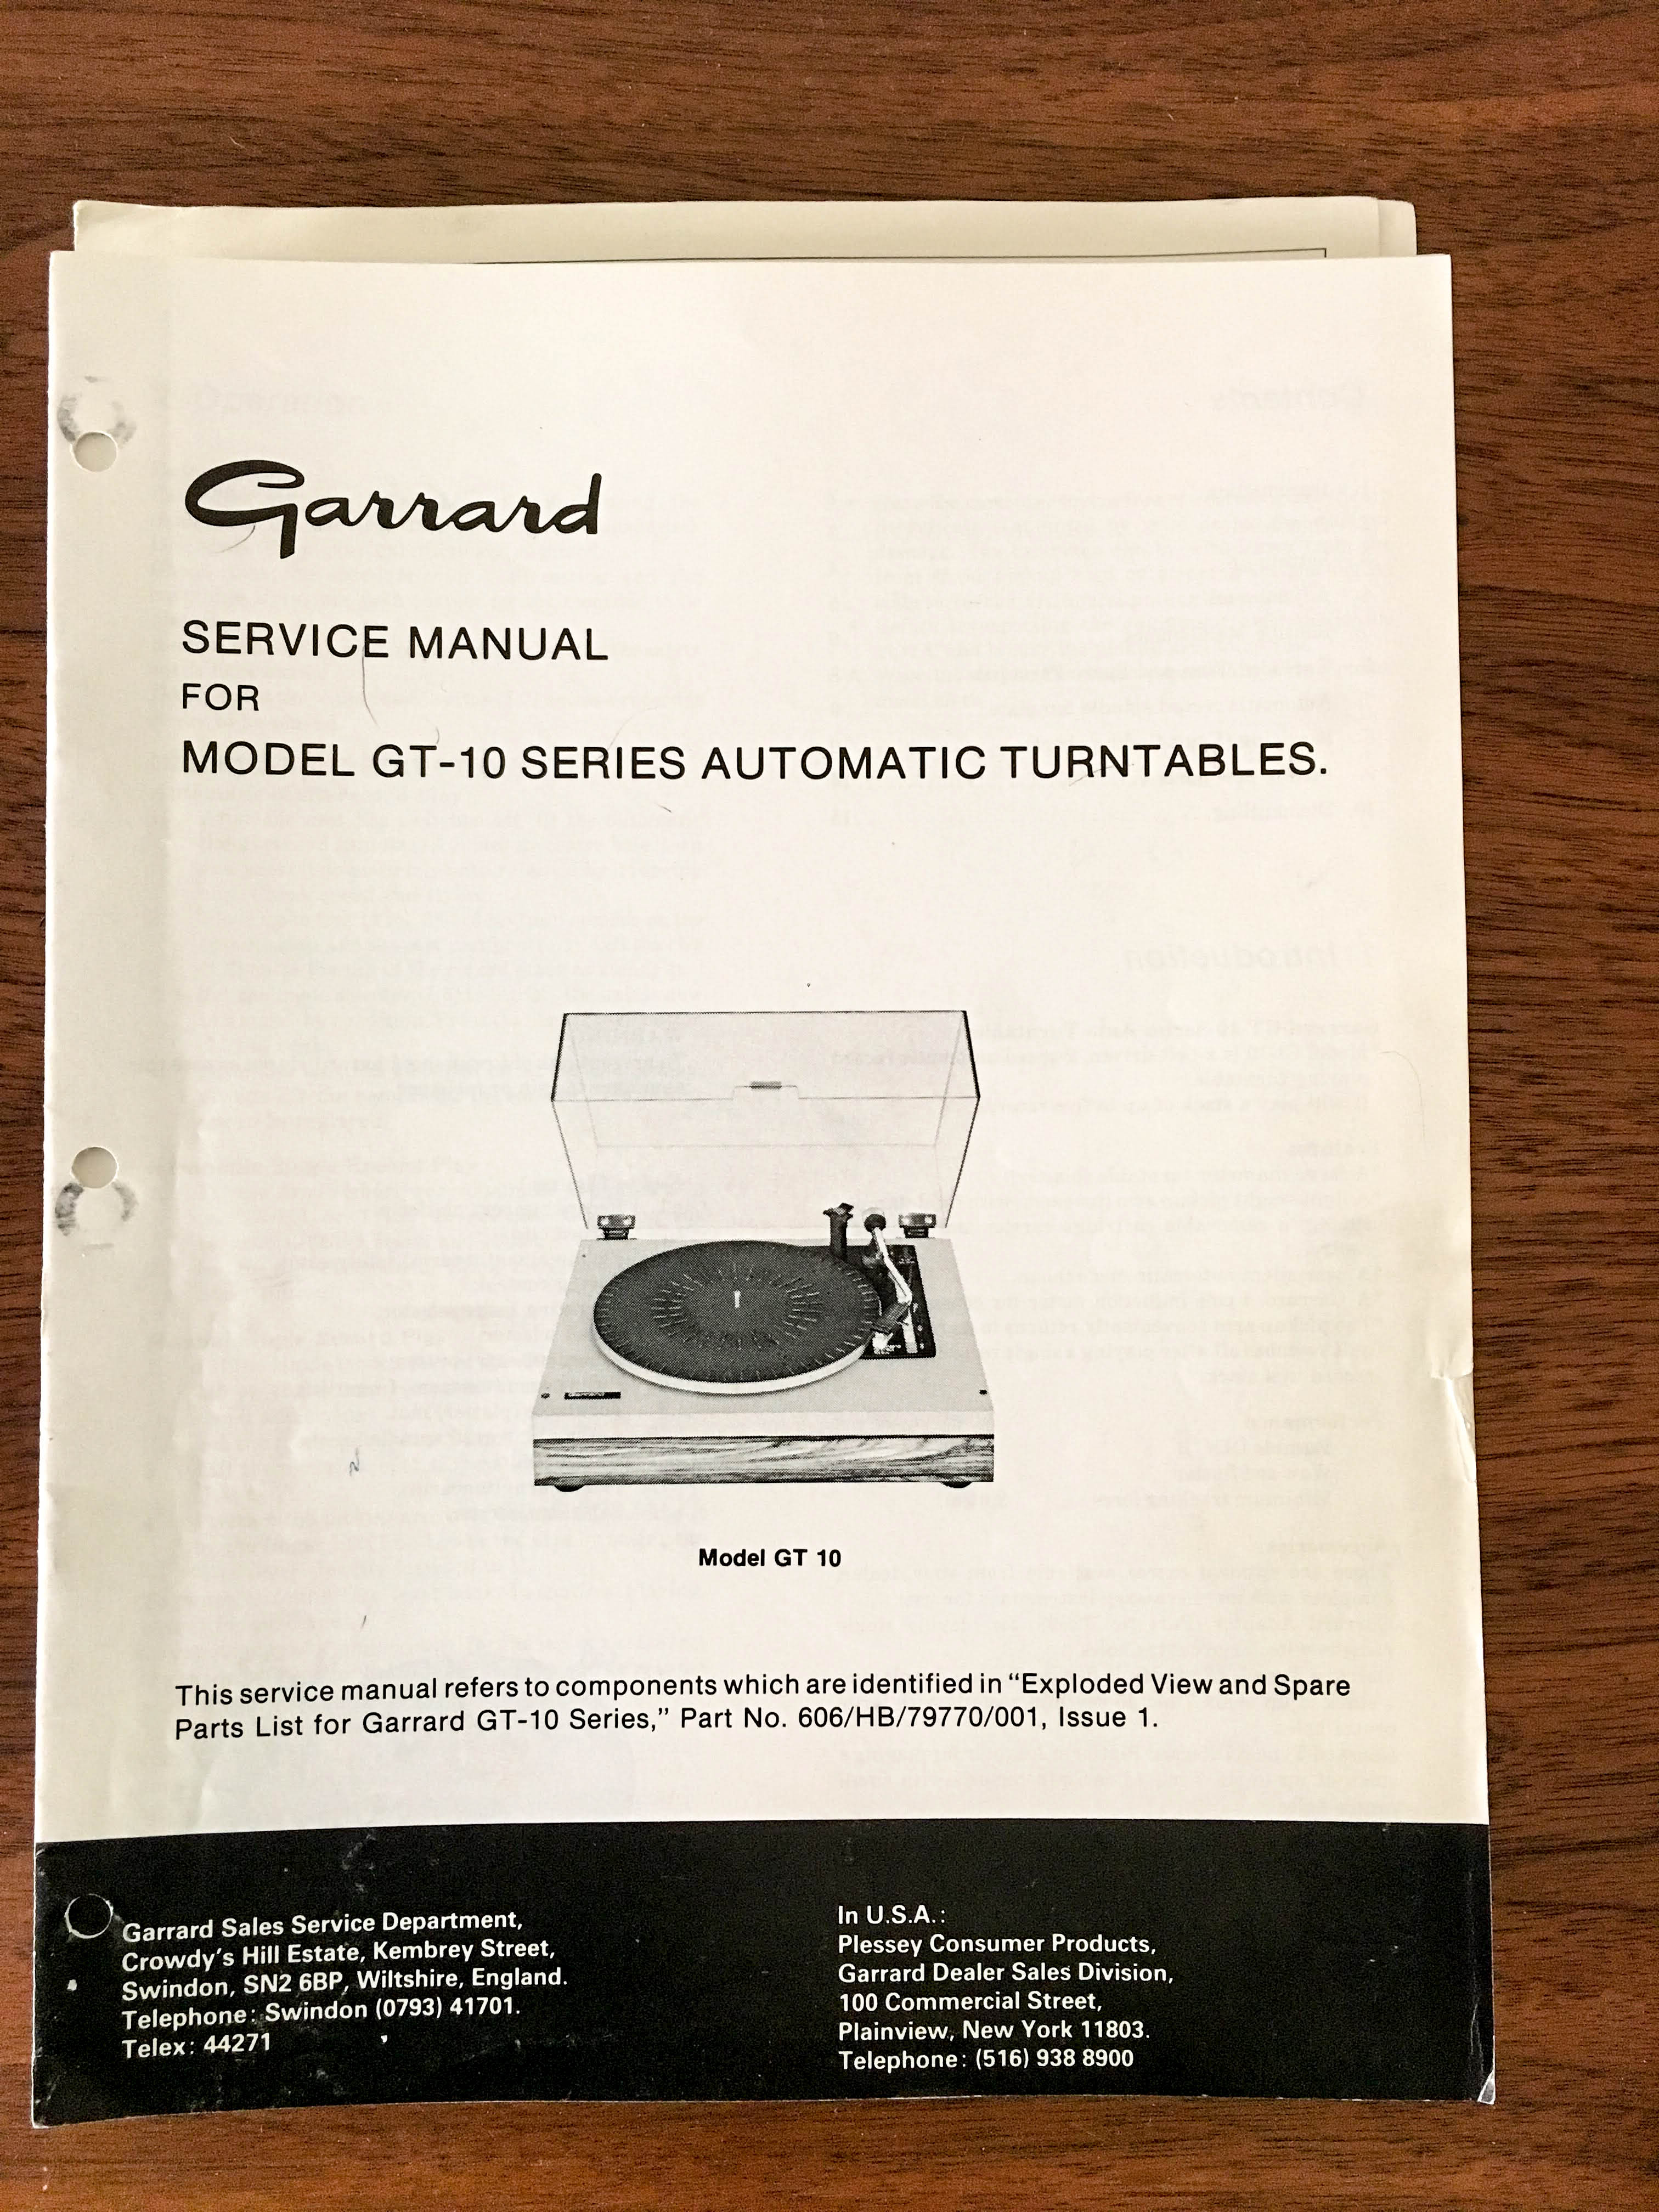 Garrard
SERVICE MANUAL
FOR
MODEL GT-10 SERIES AUTOMATIC TURNTABLES.
Garrard
Model GT 10
This service manual refers to components which are identified in “Exploded View and Spare
Parts List for Garrard GT-10 Series,” Part No. 606/HB/79770/001, Issue 1.
Garrard Sales Service Department,
Crowdy's Hill Estate, Kembrey Street,
Swindon, SN2 6BP, Wiltshire, England.
Telephone: Swindon (0793) 41701.
Telex: 44271
In U.S.A.:
Plessey Consumer Products,
Garrard Dealer Sales Division,
100 Commercial Street,
Plainview, New York 11803.
Telephone: (516) 938 8900